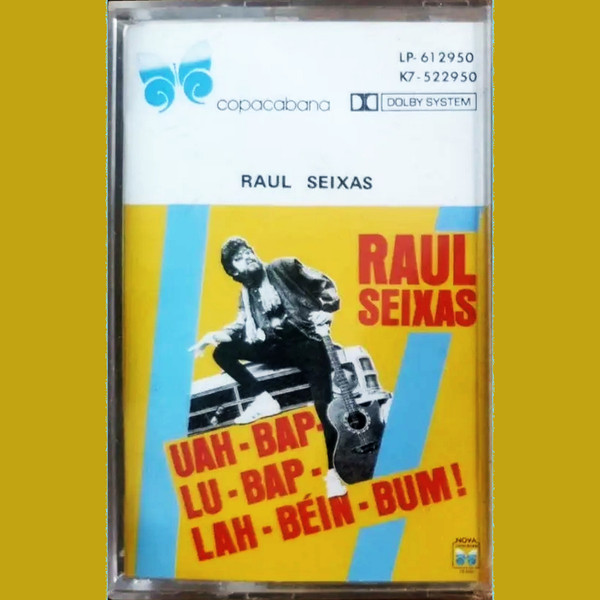 LP-612950
K7-522950
copacabana
DOLBY SYSTEM
RAUL SEIXAS
RAUL
SEIXAS
UAH-BAP-
LU-BAP-
LAH-BÉIN-BUM!
NOVA